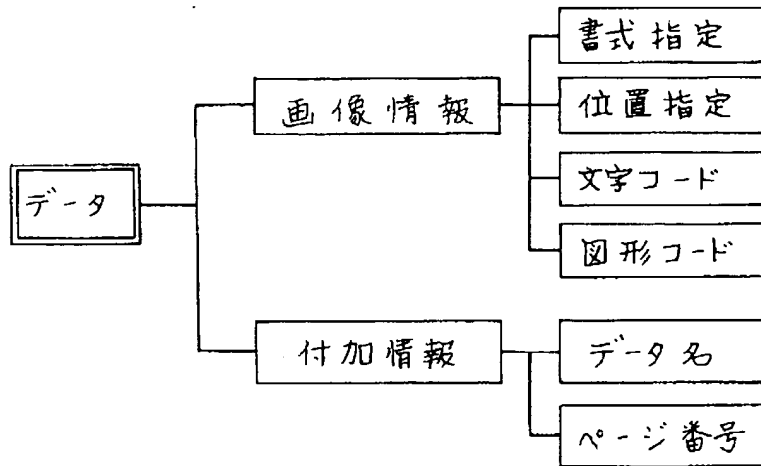 書式指定
画像情報
位置指定
データ
文字コード
図形コード
付加情報
データ名
ページ番号